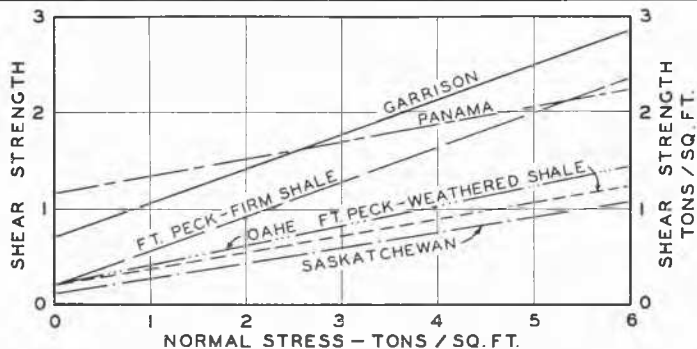 3
2
1
0
SHEAR STRENGTH
GARRISON
PANAMA
FT. PECK-FIRM SHALE
OAHE
FT. PECK-WEATHERED SHALE
SASKATCHEWAN
3
2
1
0
SHEAR STRENGTH
TONS/SQ.FT.
0 1 2 3 4 5 6
NORMAL STRESS – TONS/SQ.FT.